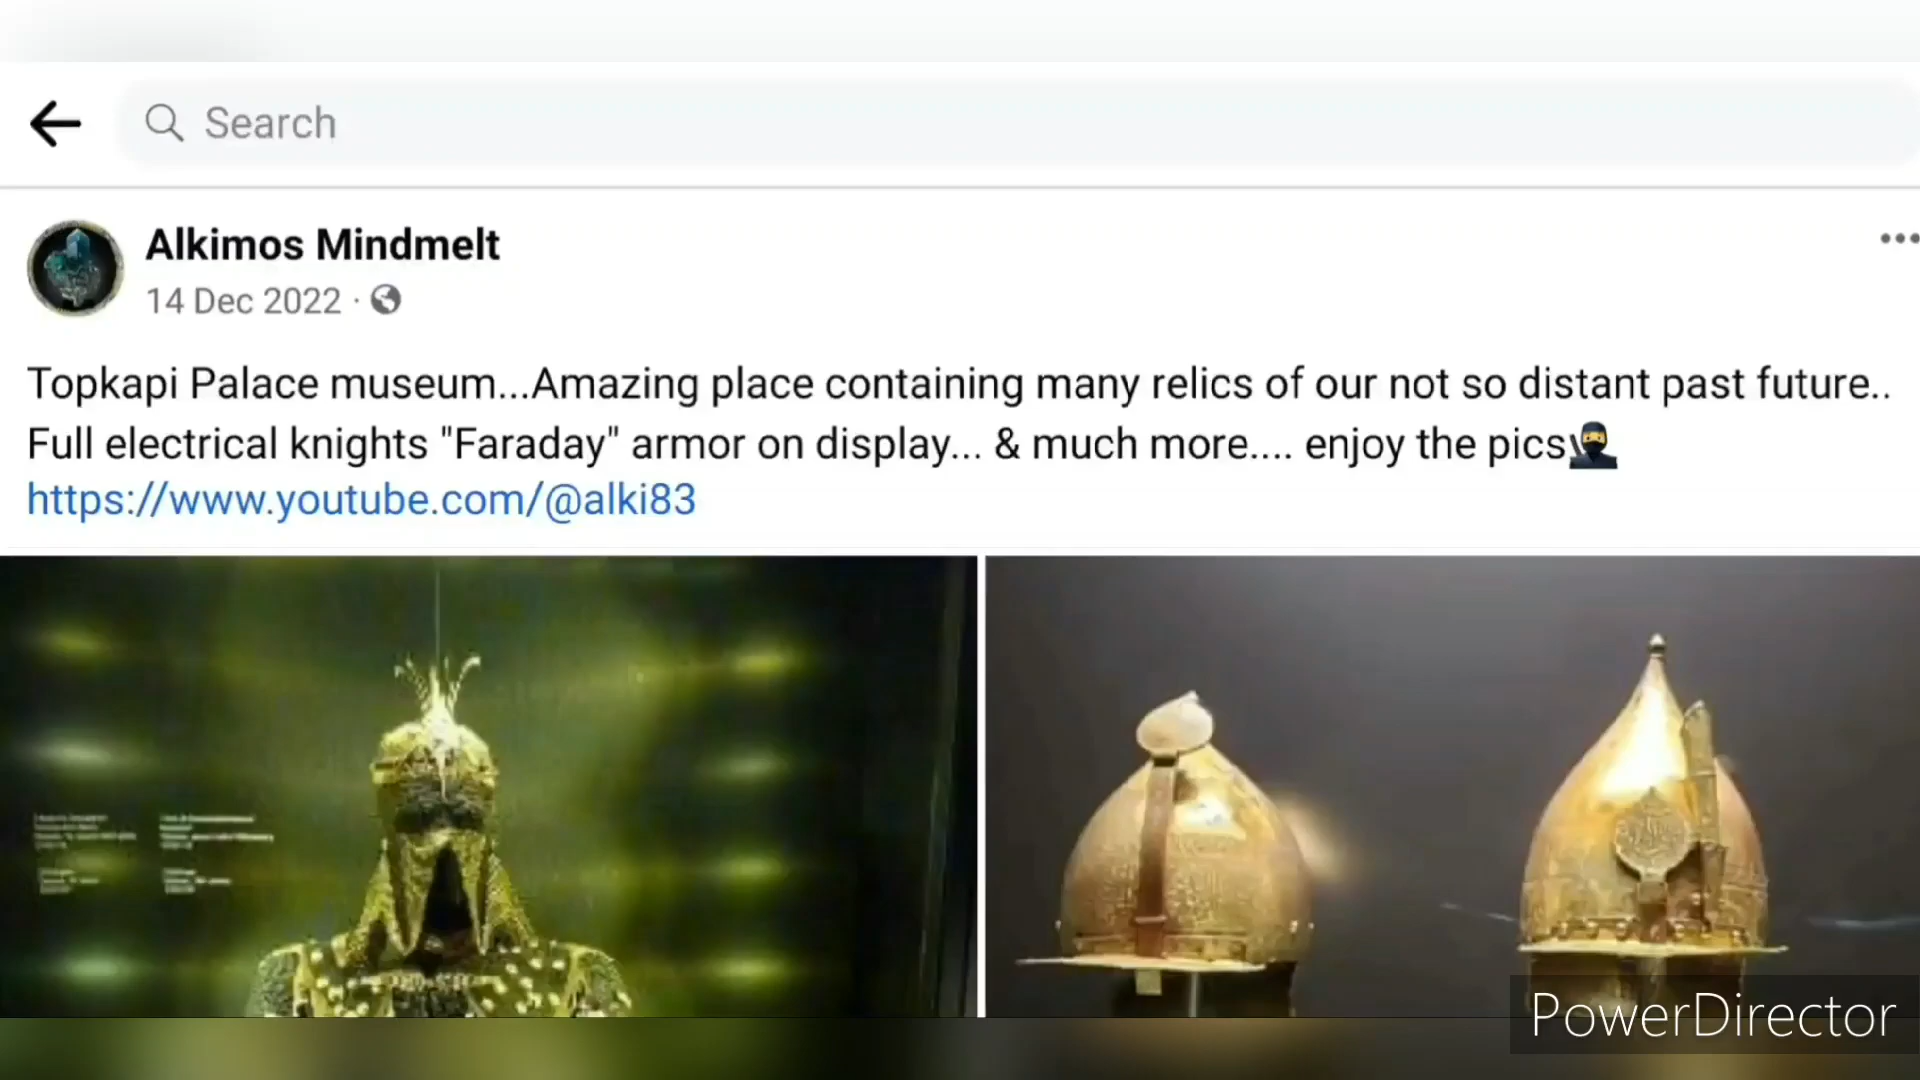 Search
Alkimos Mindmelt
14 Dec 2022 ·
Topkapi Palace museum...Amazing place containing many relics of our not so distant past future..
Full electrical knights "Faraday" armor on display... & much more.... enjoy the pics🥷
https://www.youtube.com/@alki83
PowerDirector